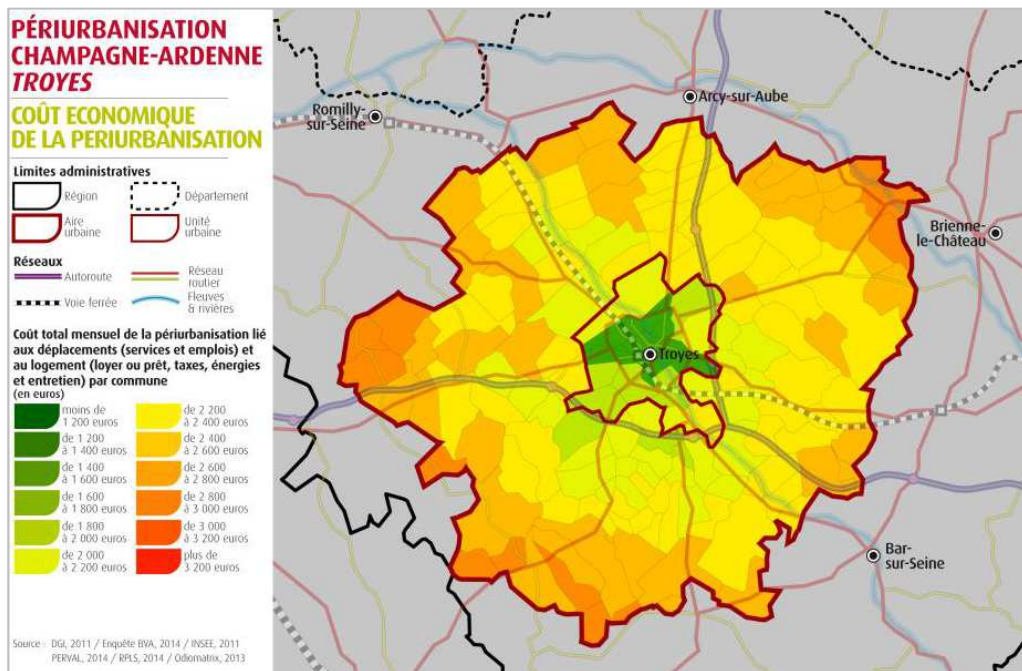 PÉRIURBANISATION
CHAMPAGNE-ARDENNE
TROYES
COÛT ECONOMIQUE
DE LA PERIURBANISATION
Limites administratives
Région
Département
Aire
urbaine
Unité
urbaine
Réseaux
Autoroute
Réseau
routier
Voie ferrée
Fleuves
& rivières
Coût total mensuel de la périurbanisation lié
aux déplacements (services et emplois) et
au logement (loyer ou prêt, taxes, énergies
et entretien) par commune
(en euros)
moins de
1 200 euros
de 1 200
à 1 400 euros
de 1 400
à 1 600 euros
de 1 600
à 1 800 euros
de 1 800
à 2 000 euros
de 2 000
à 2 200 euros
de 2 200
à 2 400 euros
de 2 400
à 2 600 euros
de 2 600
à 2 800 euros
de 2 800
à 3 000 euros
de 3 000
à 3 200 euros
plus de
3 200 euros
Source : DGI, 2011 / Enquête BVA, 2014 / INSEE, 2011
PERVAL, 2014 / RPLS, 2014 / Odiomatrix, 2013
Romilly-
sur-Seine
Arcy-sur-Aube
Brienne-
le-Château
Troyes
Bar-
sur-Seine